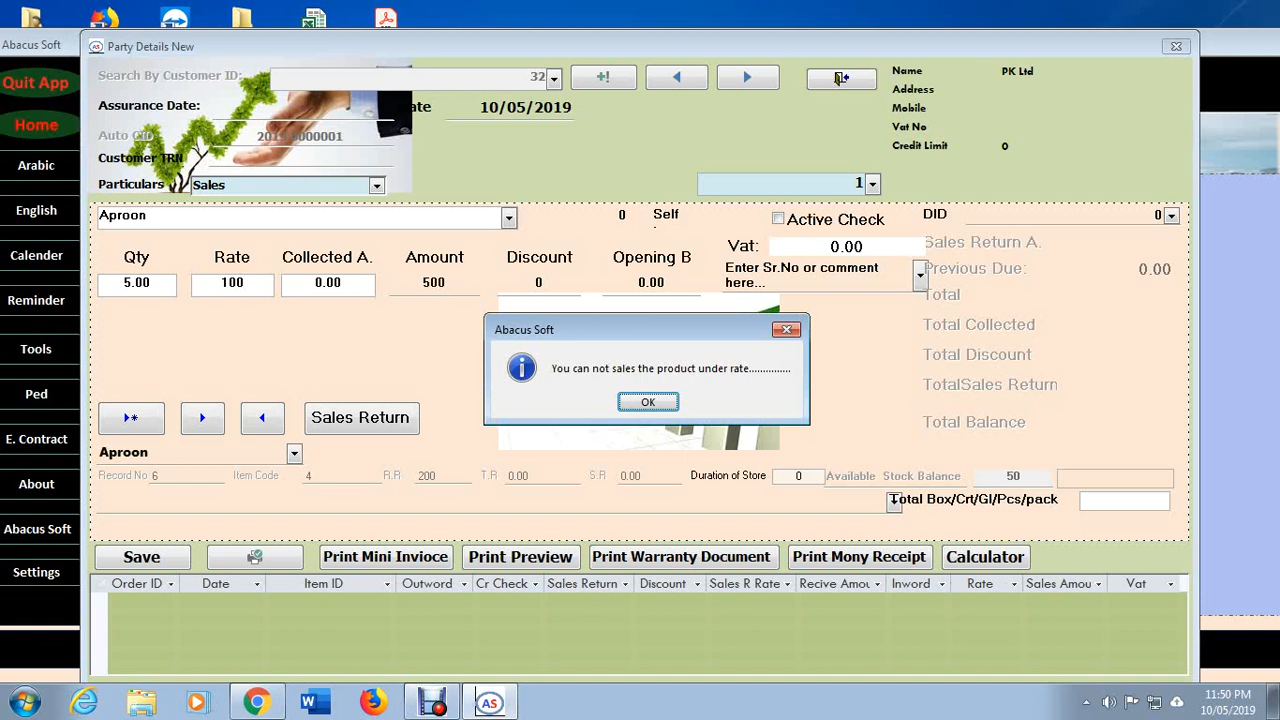 Abacus Soft
Party Details New
Quit App
Home
Arabic
English
Calender
Reminder
Tools
Ped
E. Contract
About
Abacus Soft
Settings
Search By Customer ID: 32
Assurance Date:
10/05/2019
Auto CID
Customer TRN
Particulars Sales
1
Name PK Ltd
Address
Mobile
Vat No
Credit Limit 0
Aproon 0 Self
Active Check
DID 0
Vat: 0.00
Sales Return A.
Qty Rate Collected A. Amount Discount Opening B
Enter Sr.No or comment
here...
Previous Due: 0.00
5.00 100 0.00 500 0 0.00
Total
Total Collected
Total Discount
TotalSales Return
Total Balance
Abacus Soft
You can not sales the product under rate..............
OK
Sales Return
Aproon
Record No 6 Item Code 4 R.R 200 T.R 0.00 S.R 0.00 Duration of Store 0 Available Stock Balance 50
Total Box/Crt/Gl/Pcs/pack
Save
Print Mini Invioce
Print Preview
Print Warranty Document
Print Mony Receipt
Calculator
Order ID Date Item ID Outword Cr Check Sales Return Discount Sales R Rate Recive Amou Inword Rate Sales Amou Vat
11:50 PM
10/05/2019